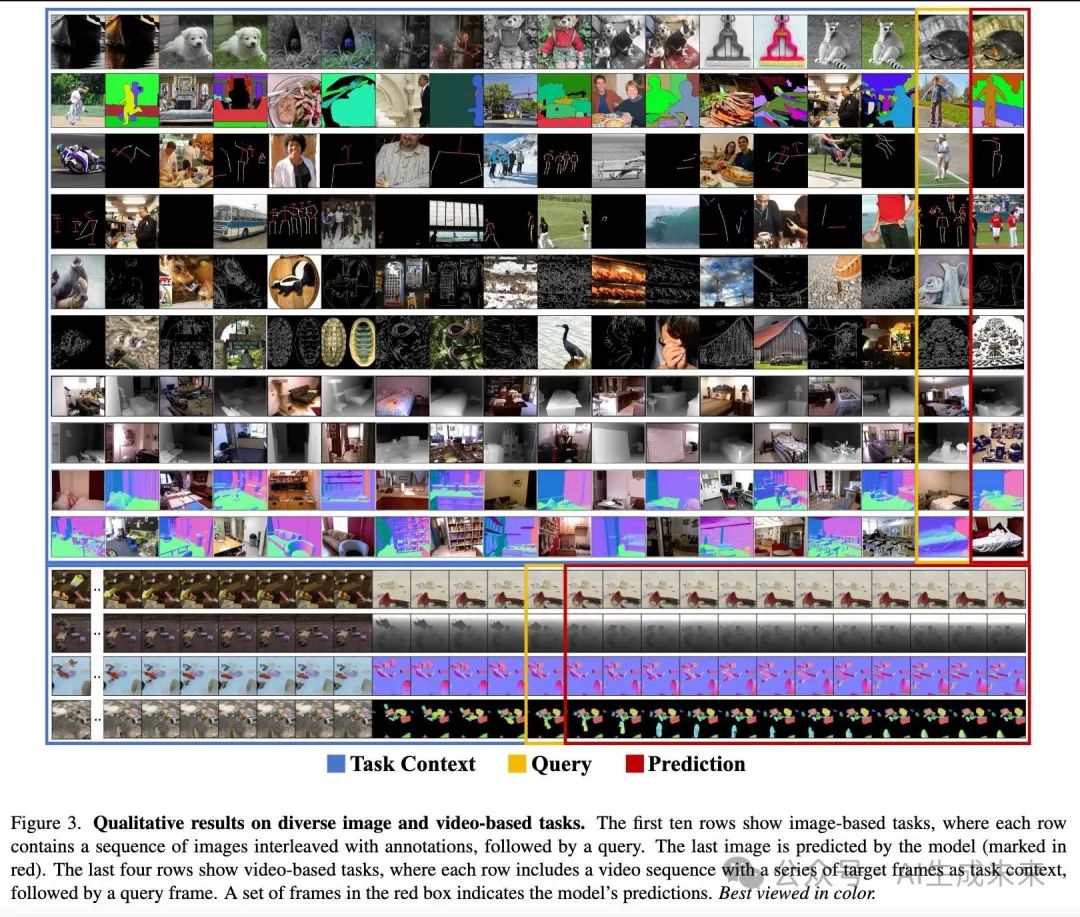 Task Context Query Prediction
Figure 3. Qualitative results on diverse image and video-based tasks. The first ten rows show image-based tasks, where each row
contains a sequence of images interleaved with annotations, followed by a query. The last image is predicted by the model (marked in
red). The last four rows show video-based tasks, where each row includes a video sequence with a series of target frames as task context,
followed by a query frame. A set of frames in the red box indicates the model's predictions. Best viewed in color.
公众号 AI生成未来